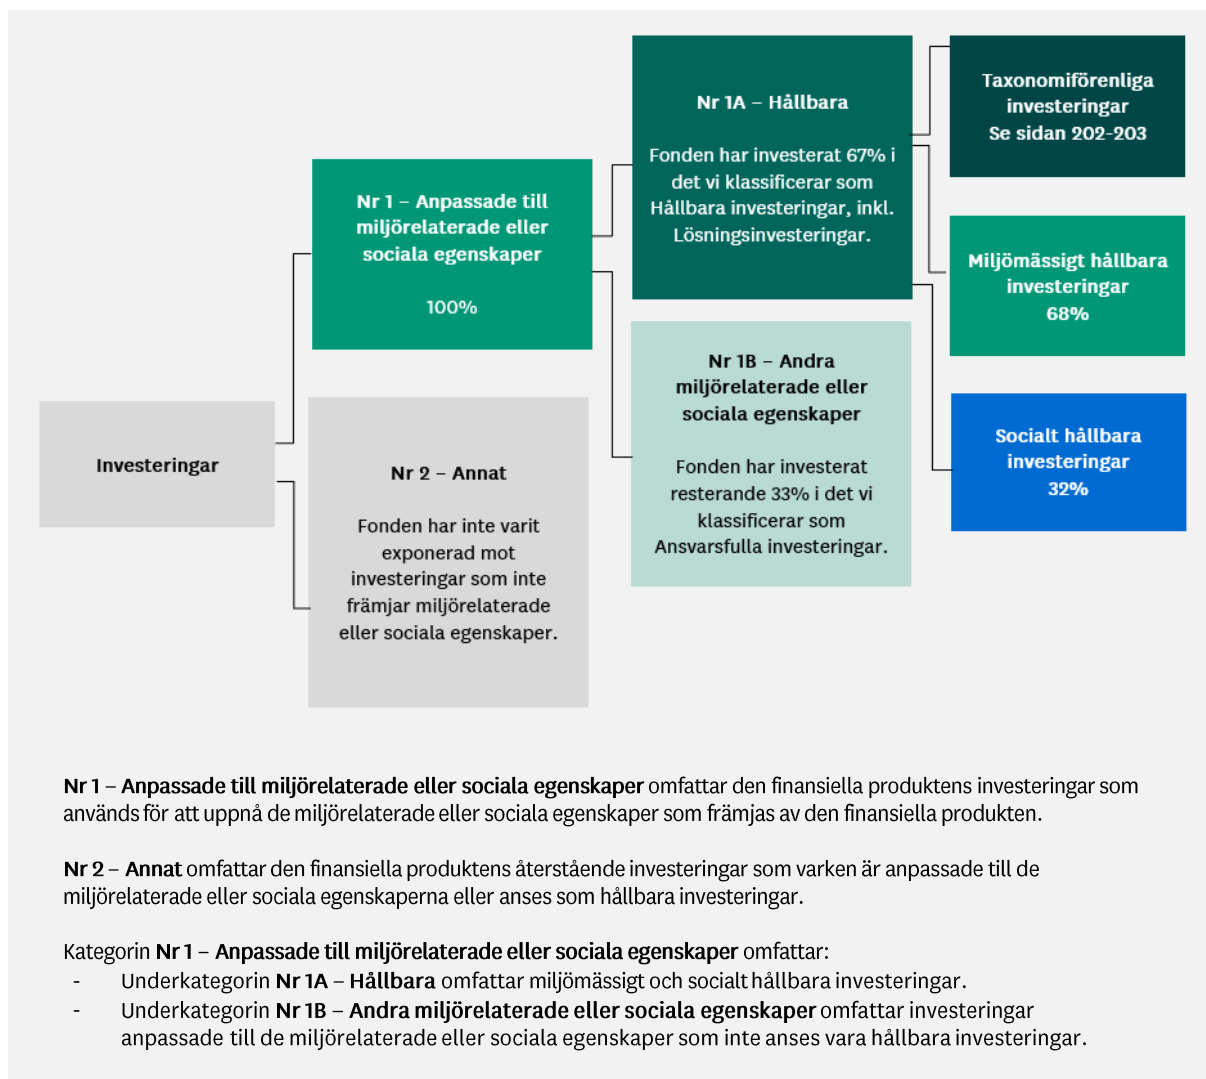 Investeringar
Nr 1 – Anpassade till
miljörelaterade eller
sociala egenskaper
100%
Nr 2 – Annat
Fonden har inte varit
exponerad mot
investeringar som inte
främjar miljörelaterade
eller sociala egenskaper.
Nr 1A – Hållbara
Fonden har investerat 67% i
det vi klassificerar som
Hållbara investeringar, inkl.
Lösningsinvesteringar.
Nr 1B – Andra
miljörelaterade eller
sociala egenskaper
Fonden har investerat
resterande 33% i det vi
klassificerar som
Ansvarsfulla investeringar.
Taxonomiförenliga
investeringar
Se sidan 202-203
Miljömässigt hållbara
investeringar
68%
Socialt hållbara
investeringar
32%
Nr 1 – Anpassade till miljörelaterade eller sociala egenskaper omfattar den finansiella produktens investeringar som
används för att uppnå de miljörelaterade eller sociala egenskaper som främjas av den finansiella produkten.
Nr 2 – Annat omfattar den finansiella produktens återstående investeringar som varken är anpassade till de
miljörelaterade eller sociala egenskaperna eller anses som hållbara investeringar.
Kategorin Nr 1 – Anpassade till miljörelaterade eller sociala egenskaper omfattar:
- Underkategorin Nr 1A – Hållbara omfattar miljömässigt och socialt hållbara investeringar.
- Underkategorin Nr 1B – Andra miljörelaterade eller sociala egenskaper omfattar investeringar
anpassade till de miljörelaterade eller sociala egenskaper som inte anses vara hållbara investeringar.